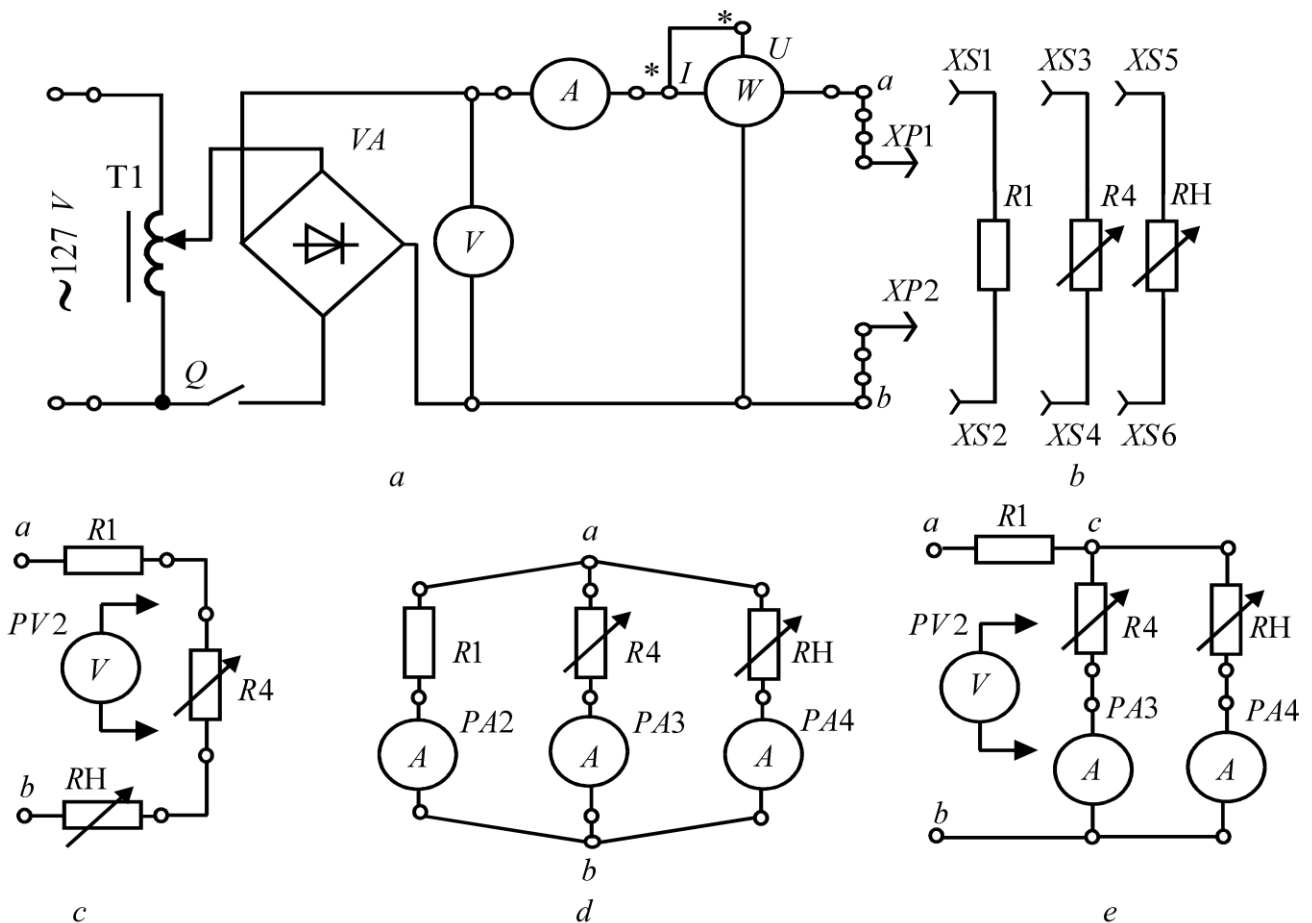 * U
* I
A
W
a
XS1 XS3 XS5
VA
XP1
T1
~127 V
V
R1 R4 RH
XP2
Q
b
XS2 XS4 XS6
a
b
a
R1
PV2
V
R4
b
RH
c
a
R1
R4
RH
PA2
PA3
PA4
A
A
A
b
d
R1
a
c
PV2
V
R4
RH
PA3
PA4
A
A
b
e